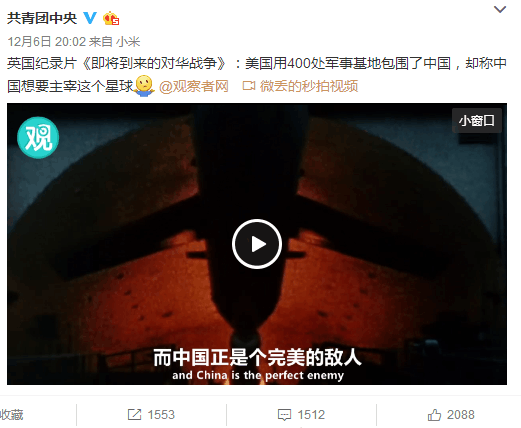 共青团中央
12月6日 20:02 来自 小米
英国纪录片《即将到来的对华战争》:美国用400处军事基地包围了中国,却称中
国想要主宰这个星球 @观察者网 微丢的秒拍视频
观
小窗口
而中国正是个完美的敌人
and China is the perfect enemy
收藏
1553
1512
2088